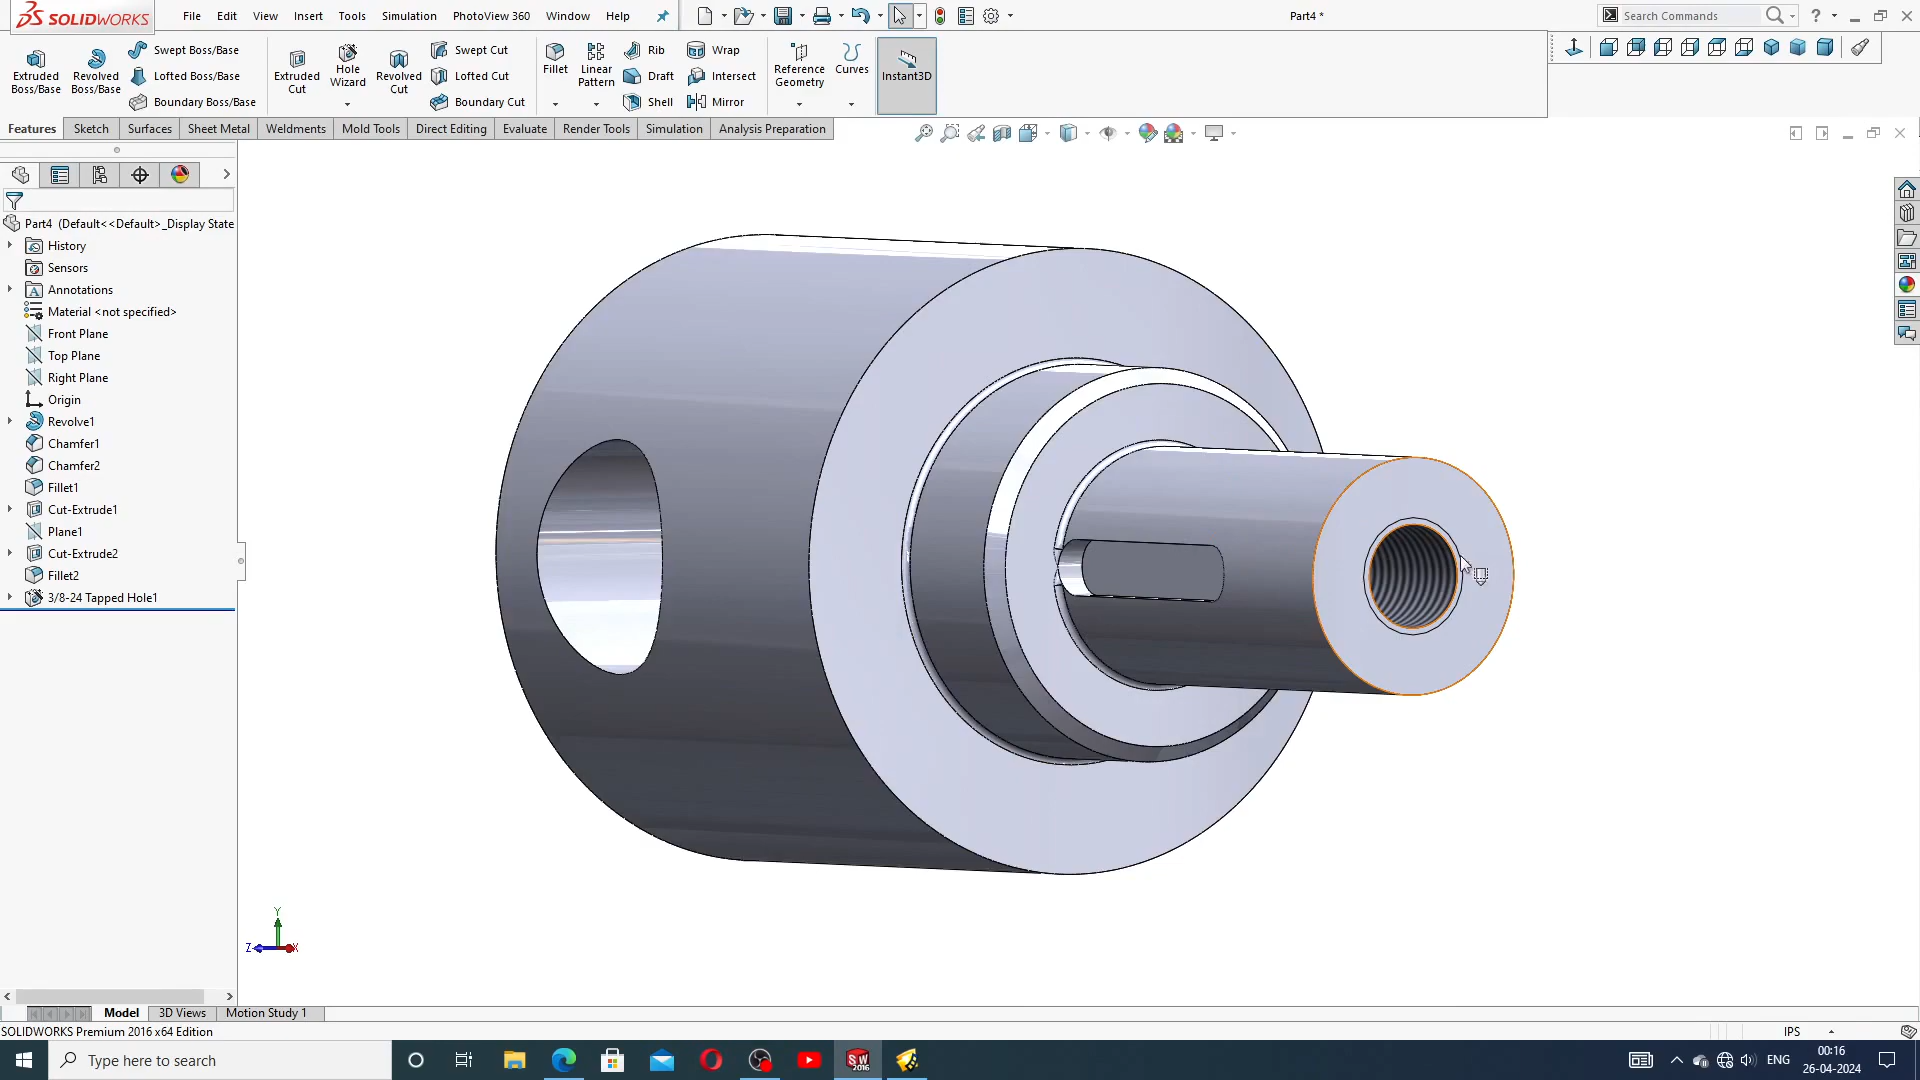 SOLIDWORKS
File Edit View Insert Tools Simulation PhotoView 360 Window Help
Part4 *
Search Commands
Extruded Boss/Base
Revolved Boss/Base
Swept Boss/Base
Lofted Boss/Base
Boundary Boss/Base
Extruded Cut
Hole Wizard
Revolved Cut
Swept Cut
Lofted Cut
Boundary Cut
Fillet
Linear Pattern
Rib
Draft
Shell
Wrap
Intersect
Mirror
Reference Geometry
Curves
Instant3D
Features Sketch Surfaces Sheet Metal Weldments Mold Tools Direct Editing Evaluate Render Tools Simulation Analysis Preparation
Part4 (Default<<Default>_Display State
History
Sensors
Annotations
Material <not specified>
Front Plane
Top Plane
Right Plane
Origin
Revolve1
Chamfer1
Chamfer2
Fillet1
Cut-Extrude1
Plane1
Cut-Extrude2
Fillet2
3/8-24 Tapped Hole1
Y
Z X
Model 3D Views Motion Study 1
SOLIDWORKS Premium 2016 x64 Edition
IPS
Type here to search
SW
2016
ENG
00:16
26-04-2024